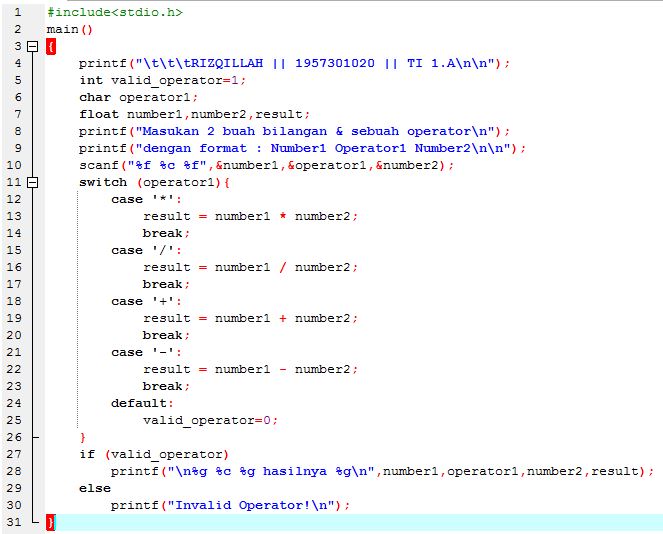 1 #include<stdio.h>
2 main()
3 {
4 printf("\t\t\tRIZQILLAH || 1957301020 || TI 1.A\n\n");
5 int valid_operator=1;
6 char operator1;
7 float number1,number2,result;
8 printf("Masukan 2 buah bilangan & sebuah operator\n");
9 printf("dengan format : Number1 Operator1 Number2\n\n");
10 scanf("%f %c %f",&number1,&operator1,&number2);
11 switch (operator1){
12 case '*':
13 result = number1 * number2;
14 break;
15 case '/':
16 result = number1 / number2;
17 break;
18 case '+':
19 result = number1 + number2;
20 break;
21 case '-':
22 result = number1 - number2;
23 break;
24 default:
25 valid_operator=0;
26 }
27 if (valid_operator)
28 printf("\n%g %c %g hasilnya %g\n",number1,operator1,number2,result);
29 else
30 printf("Invalid Operator!\n");
31 }